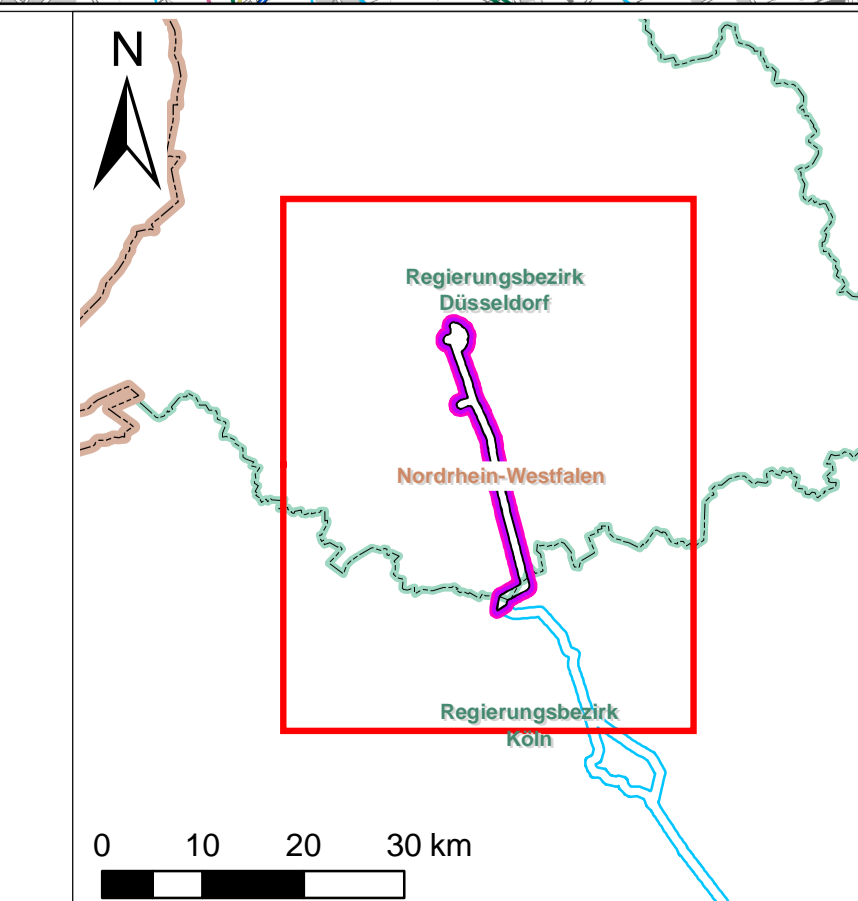 N
Regierungsbezirk
Düsseldorf
Nordrhein-Westfalen
Regierungsbezirk
Köln
0 10 20 30 km